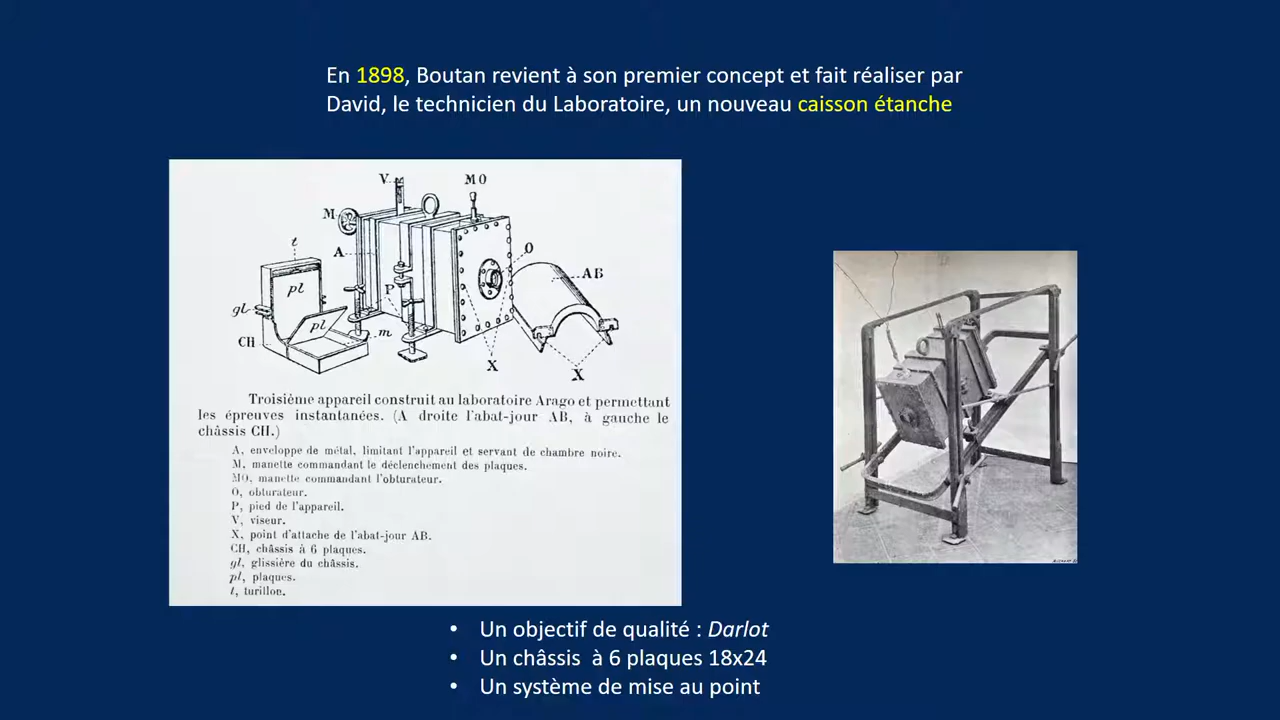 En 1898, Boutan revient à son premier concept et fait réaliser par
David, le technicien du Laboratoire, un nouveau caisson étanche
V
MO
M
t
A
O
AB
pl
P
gl
pl
CH
m
X
X
Troisième appareil construit au laboratoire Arago et permettant
les épreuves instantanées. (A droite l'abat-jour AB, à gauche le
châssis CH.)
A, enveloppe de métal, limitant l'appareil et servant de chambre noire.
M, manette commandant le déclenchement des plaques.
MO, manette commandant l'obturateur.
O, obturateur.
P, pied de l'appareil.
V, viseur.
X, point d'attache de l'abat-jour AB.
CH, châssis à 6 plaques.
gl, glissière du châssis.
pl, plaques.
t, turillon.
• Un objectif de qualité : Darlot
• Un châssis à 6 plaques 18x24
• Un système de mise au point